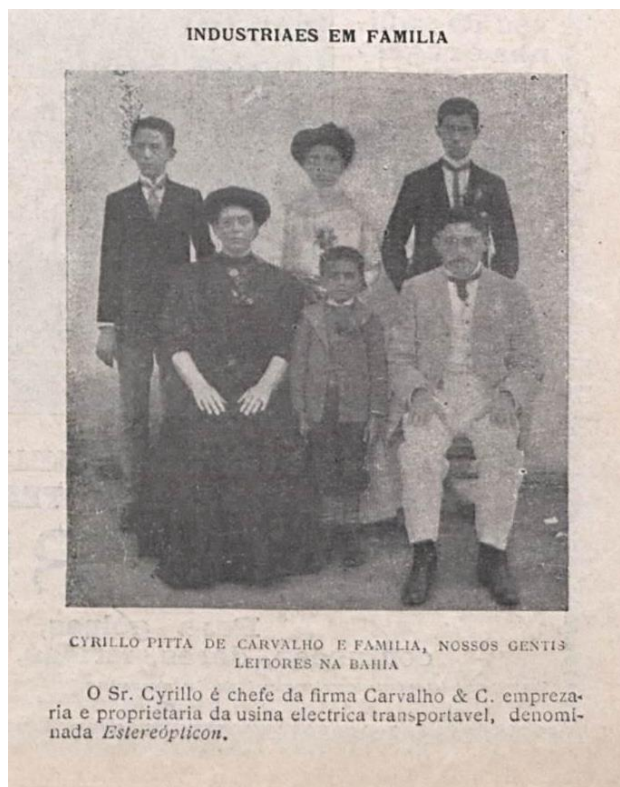 INDUSTRIAES EM FAMILIA
CYRILLO PITTA DE CARVALHO E FAMILIA, NOSSOS GENTIS
LEITORES NA BAHIA
O Sr. Cyrillo é chefe da firma Carvalho & C. empreza-
ria e proprietaria da usina electrica transportavel, denomi-
nada Estereópticon.